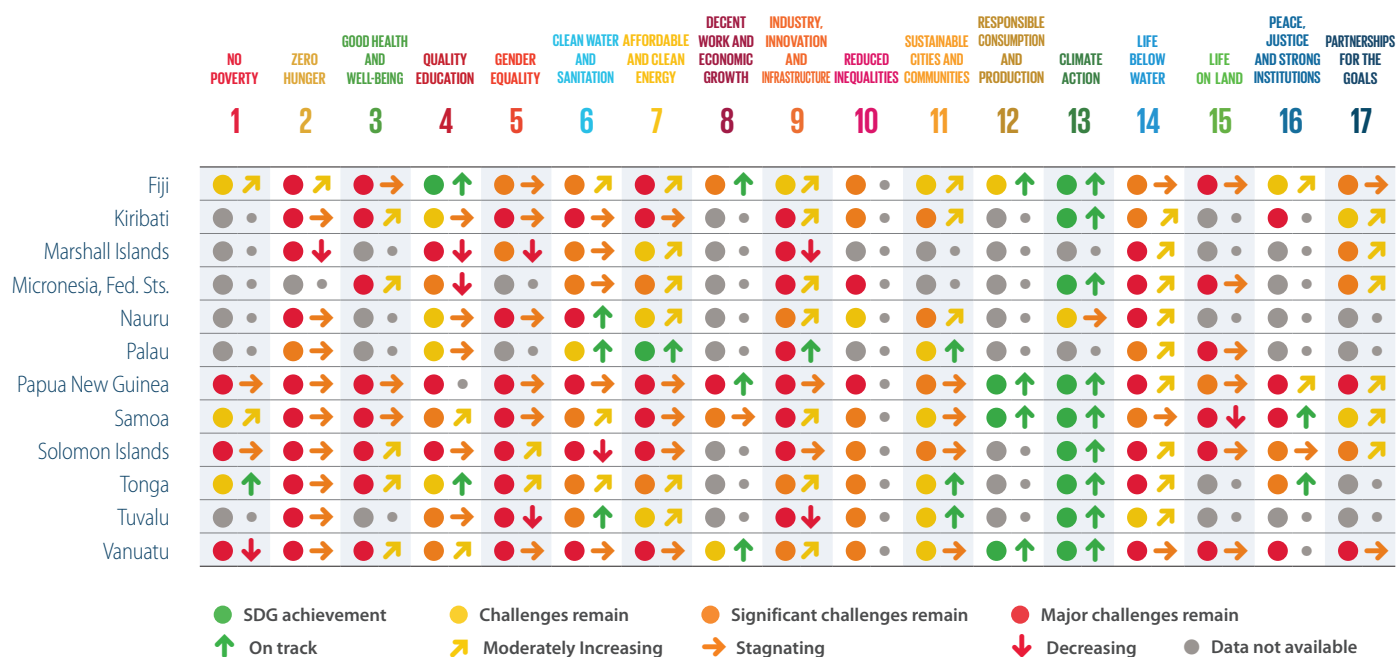 NO
POVERTY
ZERO
HUNGER
GOOD HEALTH
AND
WELL-BEING
QUALITY
EDUCATION
GENDER
EQUALITY
CLEAN WATER
AND
SANITATION
AFFORDABLE
AND CLEAN
ENERGY
DECENT
WORK AND
ECONOMIC
GROWTH
INDUSTRY,
INNOVATION
AND
INFRASTRUCTURE
REDUCED
INEQUALITIES
SUSTAINABLE
CITIES AND
COMMUNITIES
RESPONSIBLE
CONSUMPTION
AND
PRODUCTION
CLIMATE
ACTION
LIFE
BELOW
WATER
LIFE
ON LAND
PEACE,
JUSTICE
AND STRONG
INSTITUTIONS
PARTNERSHIPS
FOR THE
GOALS
1 2 3 4 5 6 7 8 9 10 11 12 13 14 15 16 17
Fiji
Kiribati
Marshall Islands
Micronesia, Fed. Sts.
Nauru
Palau
Papua New Guinea
Samoa
Solomon Islands
Tonga
Tuvalu
Vanuatu
SDG achievement Challenges remain Significant challenges remain Major challenges remain
On track Moderately Increasing Stagnating Decreasing Data not available